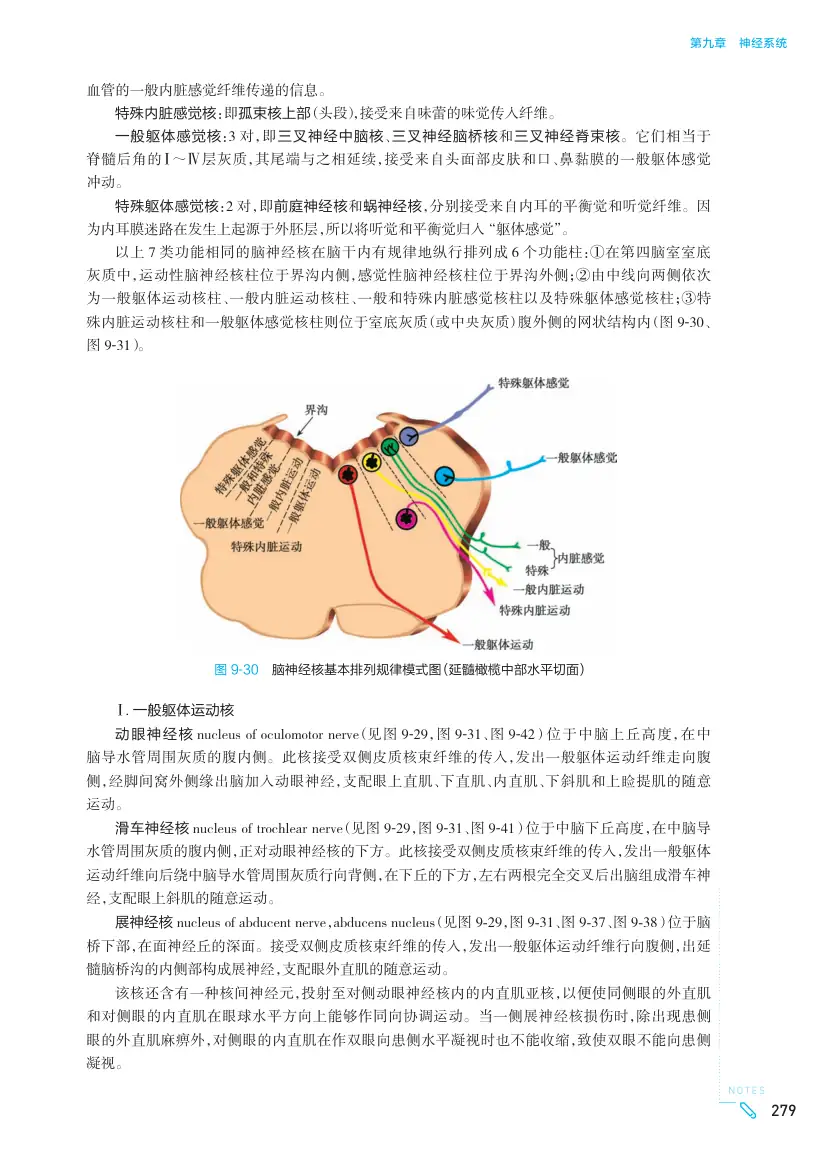 第九章 神经系统
血管的一般内脏感觉纤维传递的信息。
特殊内脏感觉核：即孤束核上部（头段），接受来自味蕾的味觉传入纤维。
一般躯体感觉核：3 对，即三叉神经中脑核、三叉神经脑桥核和三叉神经脊束核。它们相当于
脊髓后角的Ⅰ～Ⅳ层灰质，其尾端与之相延续，接受来自头面部皮肤和口、鼻黏膜的一般躯体感觉
冲动。
特殊躯体感觉核：2 对，即前庭神经核和蜗神经核，分别接受来自内耳的平衡觉和听觉纤维。因
为内耳膜迷路在发生上起源于外胚层，所以将听觉和平衡觉归入“躯体感觉”。
以上 7 类功能相同的脑神经核在脑干内有规律地纵行排列成 6 个功能柱：①在第四脑室室底
灰质中，运动性脑神经核柱位于界沟内侧，感觉性脑神经核柱位于界沟外侧；②由中线向两侧依次
为一般躯体运动核柱、一般内脏运动核柱、一般和特殊内脏感觉核柱以及特殊躯体感觉核柱；③特
殊内脏运动核柱和一般躯体感觉核柱则位于室底灰质（或中央灰质）腹外侧的网状结构内（图 9-30、
图 9-31）。
特殊躯体感觉
界沟
特殊躯体感觉
一般和特殊
内脏感觉
一般内脏运动
一般躯体运动
一般躯体感觉
特殊内脏运动
一般躯体感觉
一般
内脏感觉
特殊
一般内脏运动
特殊内脏运动
一般躯体运动
图 9-30 脑神经核基本排列规律模式图（延髓橄榄中部水平切面）
Ⅰ. 一般躯体运动核
动眼神经核 nucleus of oculomotor nerve（见图 9-29，图 9-31、图 9-42）位于中脑上丘高度，在中
脑导水管周围灰质的腹内侧。此核接受双侧皮质核束纤维的传入，发出一般躯体运动纤维走向腹
侧，经脚间窝外侧缘出脑加入动眼神经，支配眼上直肌、下直肌、内直肌、下斜肌和上睑提肌的随意
运动。
滑车神经核 nucleus of trochlear nerve（见图 9-29，图 9-31、图 9-41）位于中脑下丘高度，在中脑导
水管周围灰质的腹内侧，正对动眼神经核的下方。此核接受双侧皮质核束纤维的传入，发出一般躯体
运动纤维向后绕中脑导水管周围灰质行向背侧，在下丘的下方，左右两根完全交叉后出脑组成滑车神
经，支配眼上斜肌的随意运动。
展神经核 nucleus of abducent nerve，abducens nucleus（见图 9-29，图 9-31、图 9-37、图 9-38）位于脑
桥下部，在面神经丘的深面。接受双侧皮质核束纤维的传入，发出一般躯体运动纤维行向腹侧，出延
髓脑桥沟的内侧部构成展神经，支配眼外直肌的随意运动。
该核还含有一种核间神经元，投射至对侧动眼神经核内的内直肌亚核，以便使同侧眼的外直肌
和对侧眼的内直肌在眼球水平方向上能够作同向协调运动。当一侧展神经核损伤时，除出现患侧
眼的外直肌麻痹外，对侧眼的内直肌在作双眼向患侧水平凝视时也不能收缩，致使双眼不能向患侧
凝视。
NOTES
279